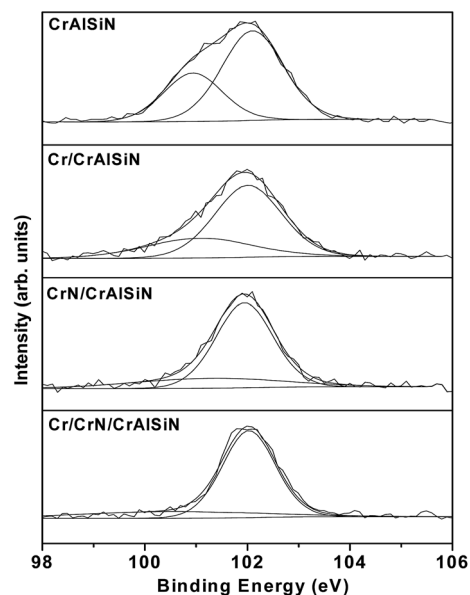 CrAlSiN
Cr/CrAlSiN
CrN/CrAlSiN
Cr/CrN/CrAlSiN
Intensity (arb. units)
98 100 102 104 106
Binding Energy (eV)